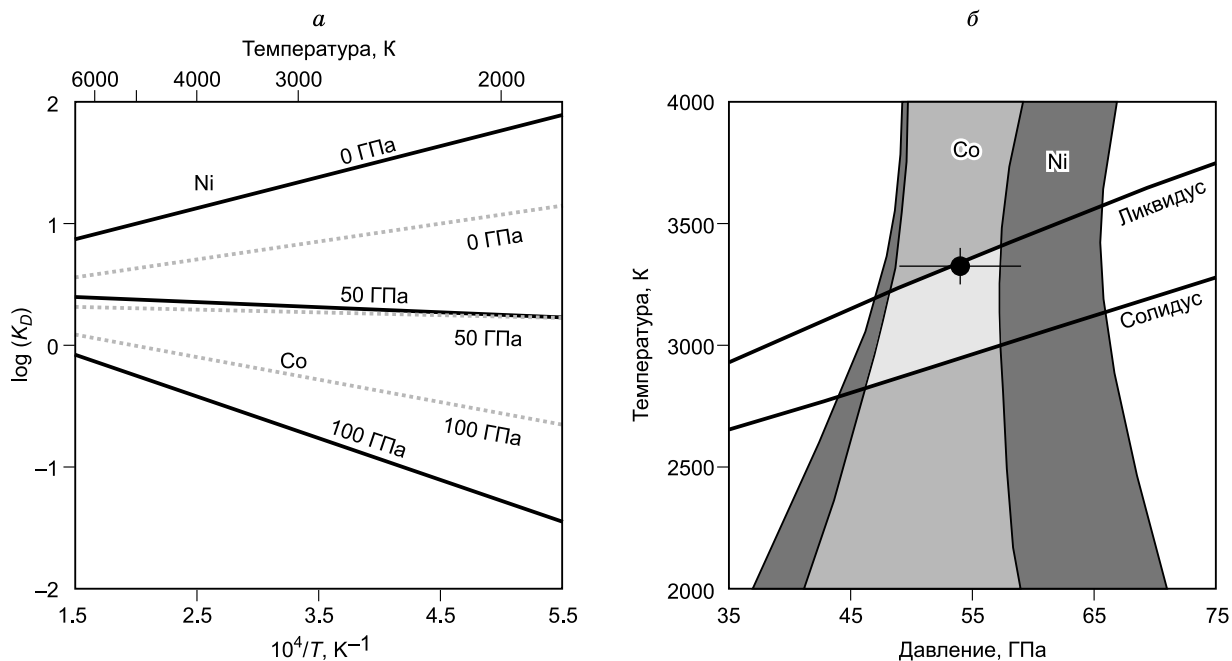 а
Температура, К
6000 4000 3000 2000
2
1
0
–1
–2
log (K_D)
Ni
0 ГПа
0 ГПа
50 ГПа
50 ГПа
Co
100 ГПа
100 ГПа
1.5 2.5 3.5 4.5 5.5
10⁴/T, К⁻¹
б
4000
3500
3000
2500
2000
Температура, К
Co
Ni
Ликвидус
Солидус
35 45 55 65 75
Давление, ГПа